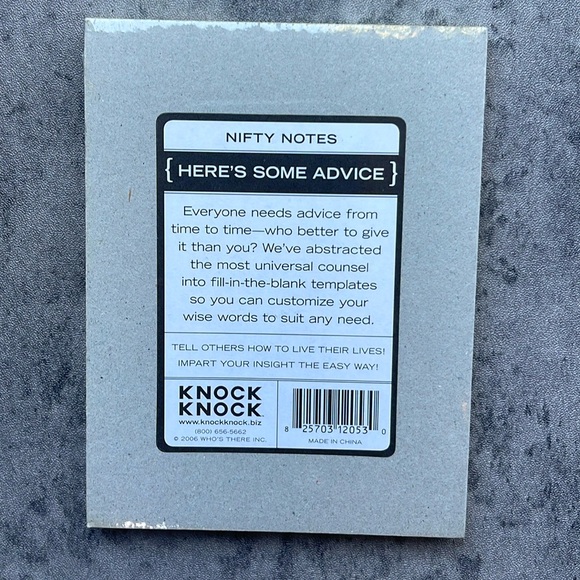 NIFTY NOTES
{ HERE'S SOME ADVICE }
Everyone needs advice from
time to time—who better to give
it than you? We've abstracted
the most universal counsel
into fill-in-the-blank templates
so you can customize your
wise words to suit any need.
TELL OTHERS HOW TO LIVE THEIR LIVES!
IMPART YOUR INSIGHT THE EASY WAY!
KNOCK
KNOCK
www.knockknock.biz
(800) 656-5662
© 2006 WHO'S THERE INC.
8 25703 12053 0
MADE IN CHINA